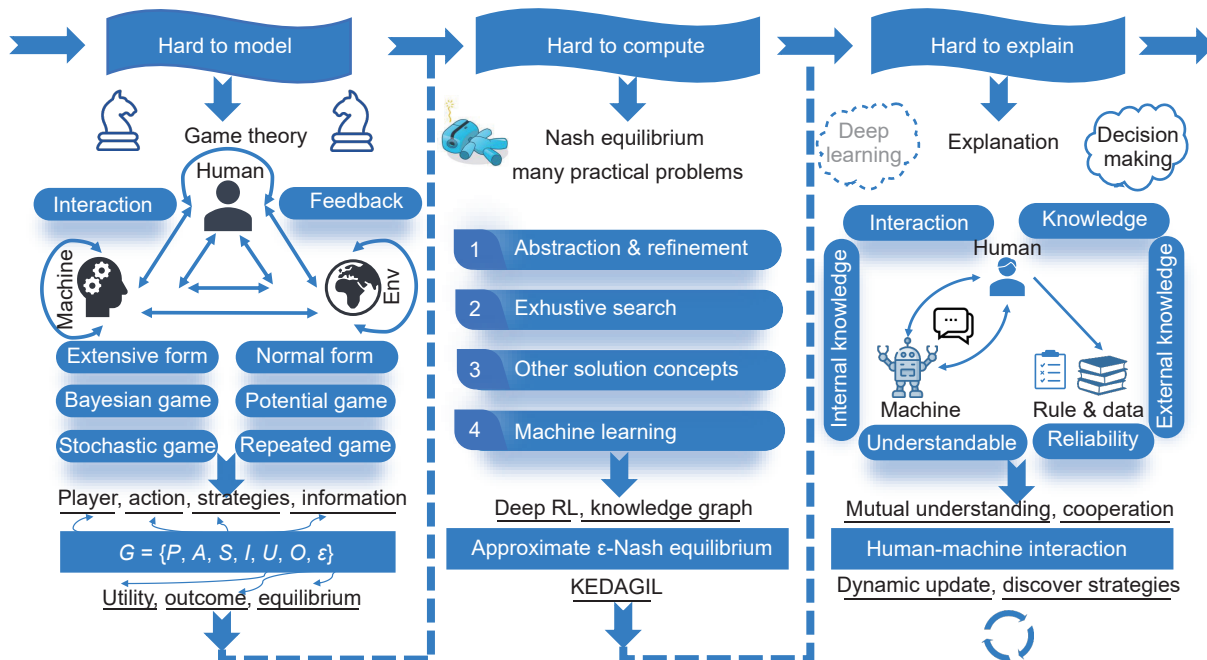 Hard to model
Game theory
Human
Interaction
Feedback
Machine
Env
Extensive form
Normal form
Bayesian game
Potential game
Stochastic game
Repeated game
Player, action, strategies, information
G = {P, A, S, I, U, O, ε}
Utility, outcome, equilibrium
Hard to compute
Nash equilibrium
many practical problems
1 Abstraction & refinement
2 Exhustive search
3 Other solution concepts
4 Machine learning
Deep RL, knowledge graph
Approximate ε-Nash equilibrium
KEDAGIL
Hard to explain
Deep
learning
Explanation
Decision
making
Interaction
Knowledge
Internal knowledge
Human
External knowledge
Machine
Rule & data
Understandable
Reliability
Mutual understanding, cooperation
Human-machine interaction
Dynamic update, discover strategies